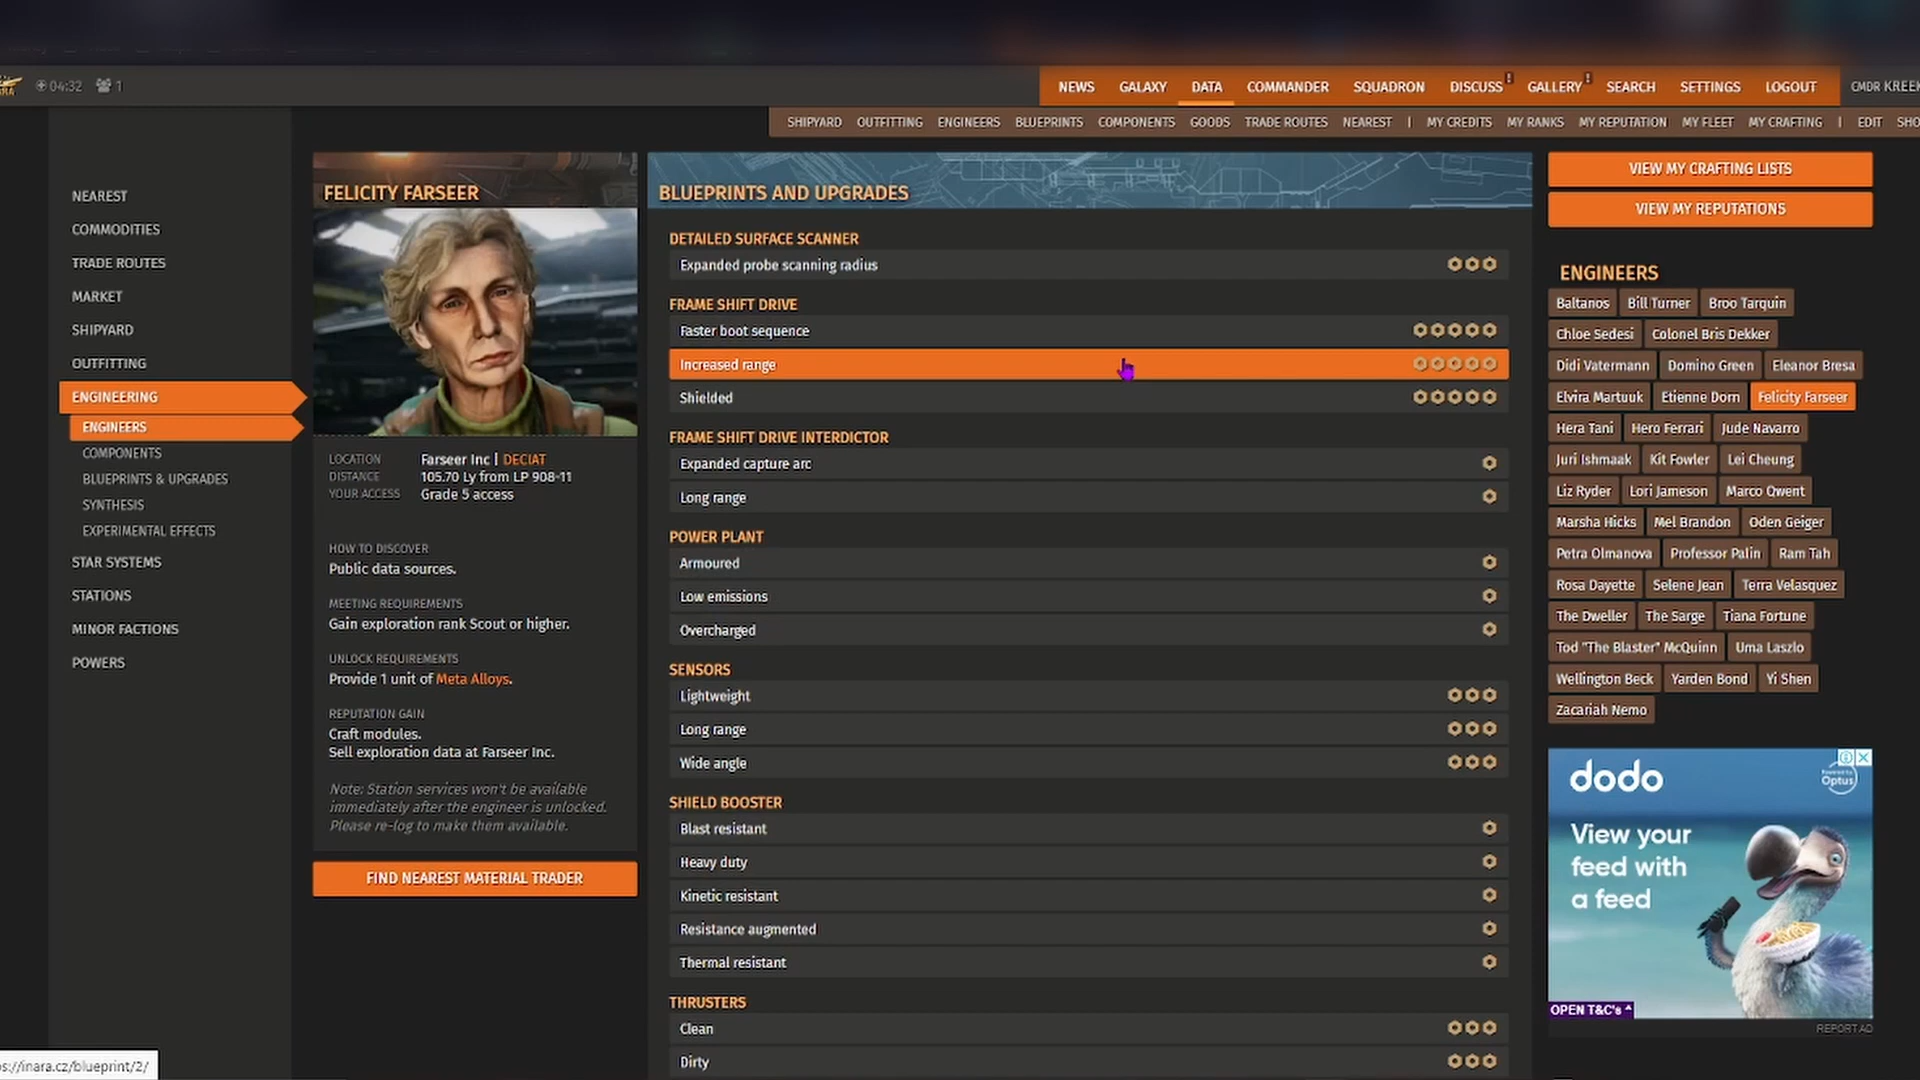 04:32 1
NEWS GALAXY DATA COMMANDER SQUADRON DISCUSS! GALLERY! SEARCH SETTINGS LOGOUT CMDR
SHIPYARD OUTFITTING ENGINEERS BLUEPRINTS COMPONENTS GOODS TRADE ROUTES NEAREST | MY CREDITS MY RANKS MY REPUTATION MY FLEET MY CRAFTING | EDIT
NEAREST
COMMODITIES
TRADE ROUTES
MARKET
SHIPYARD
OUTFITTING
ENGINEERING
ENGINEERS
COMPONENTS
BLUEPRINTS & UPGRADES
SYNTHESIS
EXPERIMENTAL EFFECTS
STAR SYSTEMS
STATIONS
MINOR FACTIONS
POWERS
FELICITY FARSEER
LOCATION Farseer Inc | DECIAT
DISTANCE 105.70 Ly from LP 908-11
YOUR ACCESS Grade 5 access
HOW TO DISCOVER
Public data sources.
MEETING REQUIREMENTS
Gain exploration rank Scout or higher.
UNLOCK REQUIREMENTS
Provide 1 unit of Meta Alloys.
REPUTATION GAIN
Craft modules.
Sell exploration data at Farseer Inc.
Note: Station services won't be available
immediately after the engineer is unlocked.
Please re-log to make them available.
FIND NEAREST MATERIAL TRADER
BLUEPRINTS AND UPGRADES
DETAILED SURFACE SCANNER
Expanded probe scanning radius
FRAME SHIFT DRIVE
Faster boot sequence
Increased range
Shielded
FRAME SHIFT DRIVE INTERDICTOR
Expanded capture arc
Long range
POWER PLANT
Armoured
Low emissions
Overcharged
SENSORS
Lightweight
Long range
Wide angle
SHIELD BOOSTER
Blast resistant
Heavy duty
Kinetic resistant
Resistance augmented
Thermal resistant
THRUSTERS
Clean
Dirty
VIEW MY CRAFTING LISTS
VIEW MY REPUTATIONS
ENGINEERS
Baltanos Bill Turner Broo Tarquin
Chloe Sedesi Colonel Bris Dekker
Didi Vatermann Domino Green Eleanor Bresa
Elvira Martuuk Etienne Dorn Felicity Farseer
Hera Tani Hero Ferrari Jude Navarro
Juri Ishmaak Kit Fowler Lei Cheung
Liz Ryder Lori Jameson Marco Qwent
Marsha Hicks Mel Brandon Oden Geiger
Petra Olmanova Professor Palin Ram Tah
Rosa Dayette Selene Jean Terra Velasquez
The Dweller The Sarge Tiana Fortune
Tod "The Blaster" McQuinn Uma Laszlo
Wellington Beck Yarden Bond Yi Shen
Zacariah Nemo
dodo
Powered by
Optus
View your
feed with
a feed
OPEN T&C's ^
REPORT AD
s://inara.cz/blueprint/2/